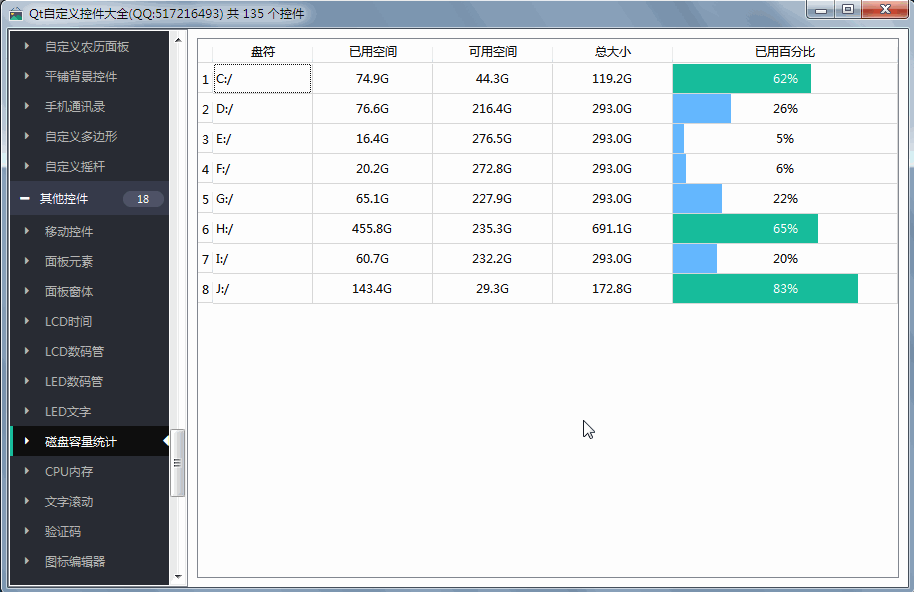 Qt自定义控件大全(QQ:517216493) 共 135 个控件
自定义农历面板
平铺背景控件
手机通讯录
自定义多边形
自定义摇杆
其他控件 18
移动控件
面板元素
面板窗体
LCD时间
LCD数码管
LED数码管
LED文字
磁盘容量统计
CPU内存
文字滚动
验证码
图标编辑器
盘符 已用空间 可用空间 总大小 已用百分比
1 C:/ 74.9G 44.3G 119.2G 62%
2 D:/ 76.6G 216.4G 293.0G 26%
3 E:/ 16.4G 276.5G 293.0G 5%
4 F:/ 20.2G 272.8G 293.0G 6%
5 G:/ 65.1G 227.9G 293.0G 22%
6 H:/ 455.8G 235.3G 691.1G 65%
7 I:/ 60.7G 232.2G 293.0G 20%
8 J:/ 143.4G 29.3G 172.8G 83%